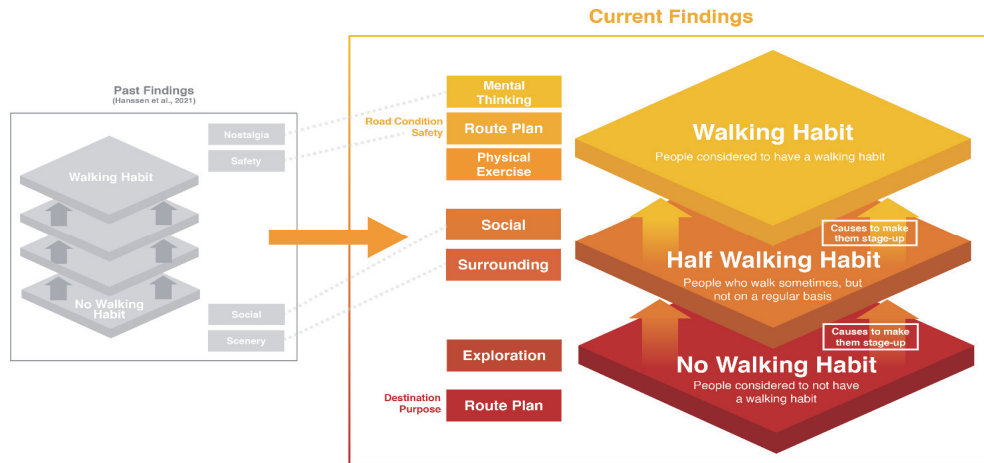 Current Findings
Past Findings
(Hanssen et al., 2021)
Nostalgia
Safety
Walking Habit
No Walking
Habit
Social
Scenery
Mental
Thinking
Road Condition
Safety
Route Plan
Physical
Exercise
Social
Surrounding
Exploration
Destination
Purpose
Route Plan
Walking Habit
People considered to have a walking habit
Causes to make
them stage-up
Half Walking Habit
People who walk sometimes, but
not on a regular basis
Causes to make
them stage-up
No Walking Habit
People considered to not have
a walking habit